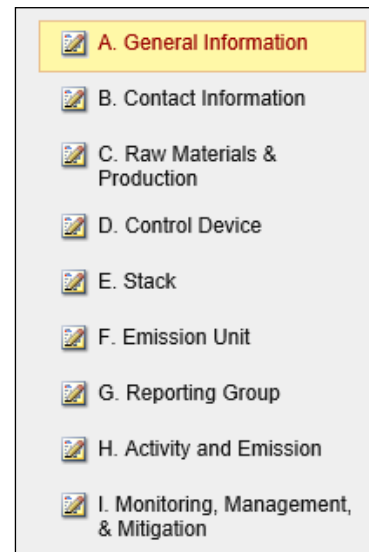 A. General Information
B. Contact Information
C. Raw Materials &
Production
D. Control Device
E. Stack
F. Emission Unit
G. Reporting Group
H. Activity and Emission
I. Monitoring, Management,
& Mitigation